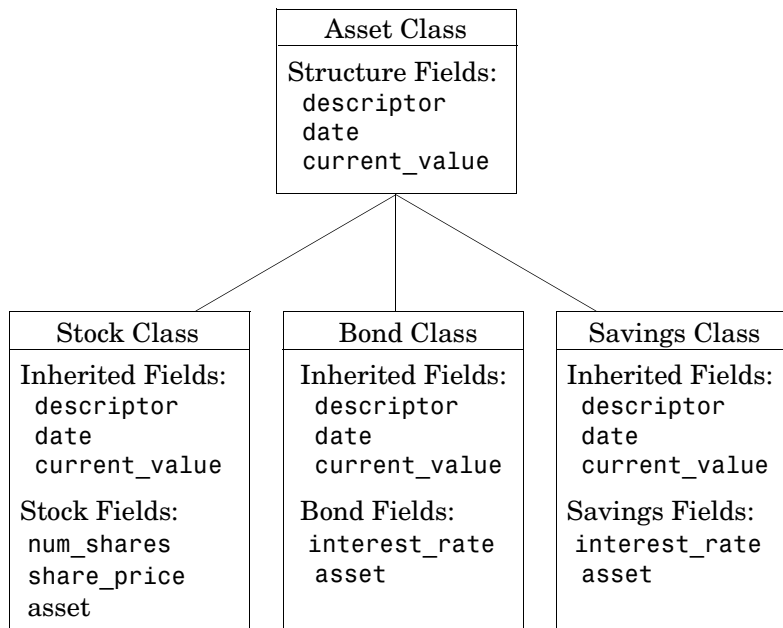 Asset Class
Structure Fields:
descriptor
date
current_value
Stock Class
Inherited Fields:
descriptor
date
current_value
Stock Fields:
num_shares
share_price
asset
Bond Class
Inherited Fields:
descriptor
date
current_value
Bond Fields:
interest_rate
asset
Savings Class
Inherited Fields:
descriptor
date
current_value
Savings Fields:
interest_rate
asset